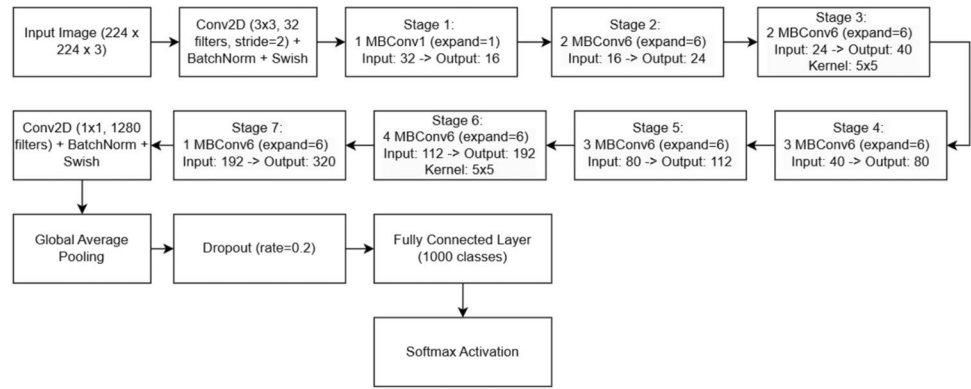 Input Image (224 x
224 x 3)
Conv2D (3x3, 32
filters, stride=2) +
BatchNorm + Swish
Stage 1:
1 MBConv1 (expand=1)
Input: 32 -> Output: 16
Stage 2:
2 MBConv6 (expand=6)
Input: 16 -> Output: 24
Stage 3:
2 MBConv6 (expand=6)
Input: 24 -> Output: 40
Kernel: 5x5
Stage 4:
3 MBConv6 (expand=6)
Input: 40 -> Output: 80
Stage 5:
3 MBConv6 (expand=6)
Input: 80 -> Output: 112
Stage 6:
4 MBConv6 (expand=6)
Input: 112 -> Output: 192
Kernel: 5x5
Stage 7:
1 MBConv6 (expand=6)
Input: 192 -> Output: 320
Conv2D (1x1, 1280
filters) + BatchNorm +
Swish
Global Average
Pooling
Dropout (rate=0.2)
Fully Connected Layer
(1000 classes)
Softmax Activation